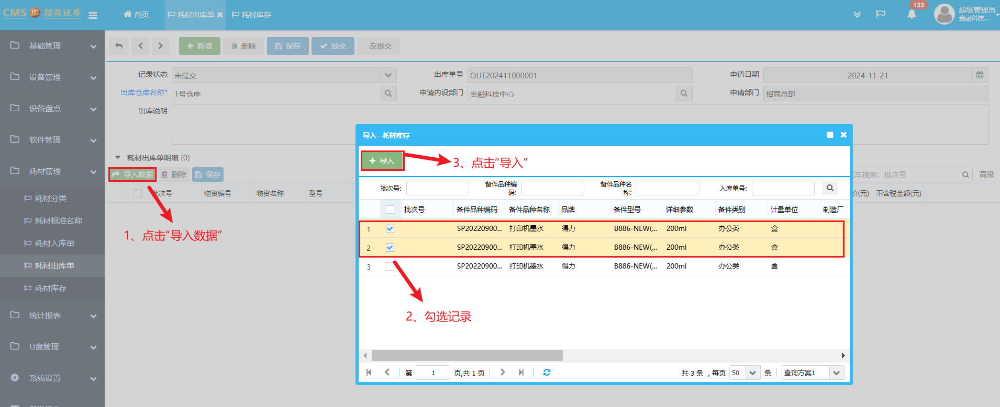 CMS 招商证券
首页
耗材出库单
耗材库存
133
超级管理员
金融科技...
基础管理
设备管理
设备盘点
软件管理
耗材管理
耗材分类
耗材标准名称
耗材入库单
耗材出库单
耗材库存
统计报表
U盘管理
系统设置
新增
删除
保存
提交
反提交
记录状态 未提交
出库单号 OUT202411000001
申请日期 2024-11-21
出库仓库名称* 1号仓库
申请内设部门 金融科技中心
申请部门 招商总部
出库说明
耗材出库单明细 (0)
导入数据 删除 保存
车搜索：批次号
高级
批次号 物资编号 物资名称 型号
价(元) 不含税金额(元)
1、点击“导入数据”
导入--耗材库存
导入
3、点击“导入”
批次号:
备件品种编
码:
备件品种名
称:
入库单号:
批次号 备件品种编码 备件品种名称 品牌 备件型号 详细参数 备件类别 计量单位 制造厂
1 SP20220900... 打印机墨水 得力 B886-NEW(... 200ml 办公类 盒
2 SP20220900... 打印机墨水 得力 B886-NEW(... 200ml 办公类 盒
3 SP20220900... 打印机墨水 得力 B886-NEW(... 200ml 办公类 盒
2、勾选记录
第 1 页,共 1 页
共 3 条 ，每页 50 条
查询方案1